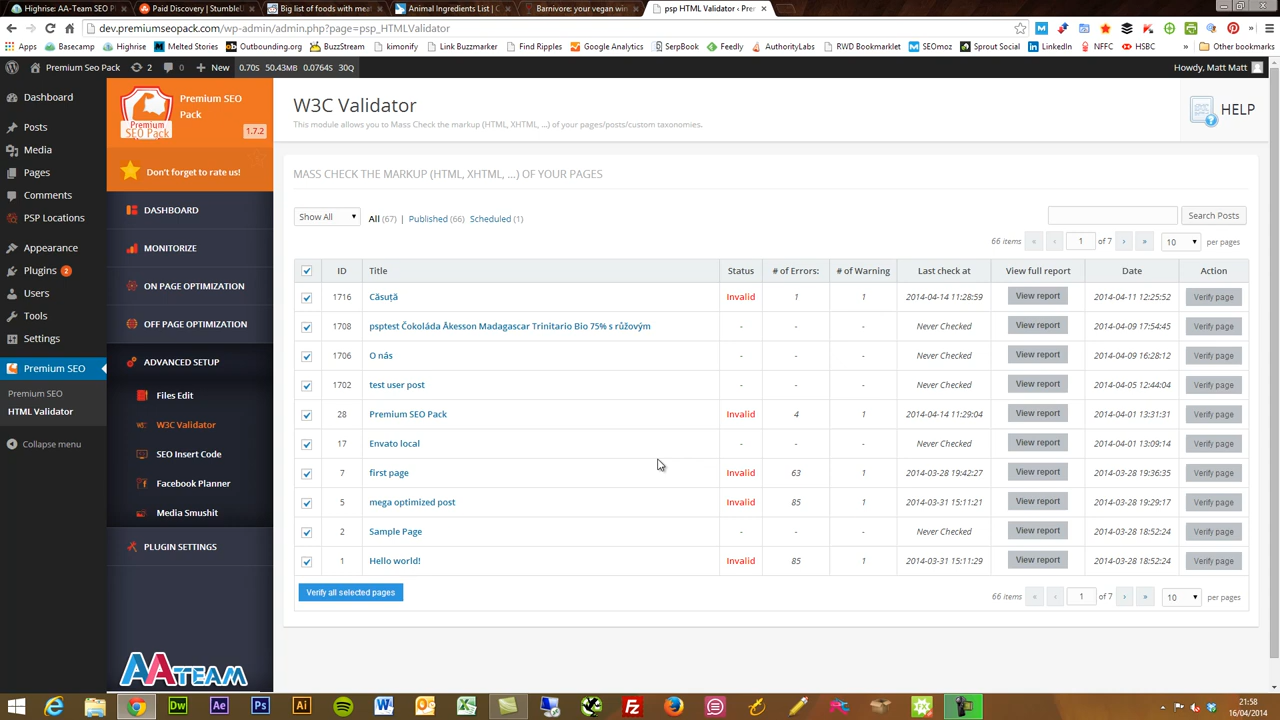 Highrise: AA-Team SEO P
Paid Discovery | Stumble
Big list of foods with meat
Animal Ingredients List |
Barnivore: your vegan wi
psp HTML Validator ‹ Pre
dev.premiumseopack.com/wp-admin/admin.php?page=psp_HTMLValidator
Apps
Basecamp
Highrise
Melted Stories
Outbounding.org
BuzzStream
kimonify
Link Buzzmarker
Find Ripples
Google Analytics
SerpBook
Feedly
AuthorityLabs
RWD Bookmarklet
SEOmoz
Sprout Social
LinkedIn
NFFC
HSBC
»
Other bookmarks
Premium SEO Pack
2
0
+ New
0.70S 50,43MB 0.0764S 30Q
Howdy, Matt Matt
Dashboard
Posts
Media
Pages
Comments
PSP Locations
Appearance
Plugins 2
Users
Tools
Settings
Premium SEO
Premium SEO
HTML Validator
Collapse menu
Premium SEO Pack
Premium SEO Pack
1.7.2
Don't forget to rate us!
DASHBOARD
MONITORIZE
ON PAGE OPTIMIZATION
OFF PAGE OPTIMIZATION
ADVANCED SETUP
Files Edit
W3C Validator
SEO Insert Code
Facebook Planner
Media Smushit
PLUGIN SETTINGS
AATEAM
W3C Validator
This module allows you to Mass Check the markup (HTML, XHTML, ...) of your pages/posts/custom taxonomies.
HELP
MASS CHECK THE MARKUP (HTML, XHTML, ...) OF YOUR PAGES
Show All
All (67) | Published (66) Scheduled (1)
Search Posts
66 items « ‹ 1 of 7 › » 10 per pages
ID Title Status # of Errors: # of Warning Last check at View full report Date Action
1716 Căsuță Invalid 1 1 2014-04-14 11:28:59 View report 2014-04-11 12:25:52 Verify page
1708 psptest Čokoláda Åkesson Madagascar Trinitario Bio 75% s růžovým - - - Never Checked View report 2014-04-09 17:54:45 Verify page
1706 O nás - - - Never Checked View report 2014-04-09 16:28:12 Verify page
1702 test user post - - - Never Checked View report 2014-04-05 12:44:04 Verify page
28 Premium SEO Pack Invalid 4 1 2014-04-14 11:29:04 View report 2014-04-01 13:31:31 Verify page
17 Envato local - - - Never Checked View report 2014-04-01 13:09:14 Verify page
7 first page Invalid 63 1 2014-03-28 19:42:27 View report 2014-03-28 19:36:35 Verify page
5 mega optimized post Invalid 85 1 2014-03-31 15:11:21 View report 2014-03-28 19:29:17 Verify page
2 Sample Page - - - Never Checked View report 2014-03-28 18:52:24 Verify page
1 Hello world! Invalid 85 1 2014-03-31 15:11:29 View report 2014-03-28 18:52:24 Verify page
Verify all selected pages
66 items « ‹ 1 of 7 › » 10 per pages
Dw
Ae
Ps
Ai
21:58
16/04/2014